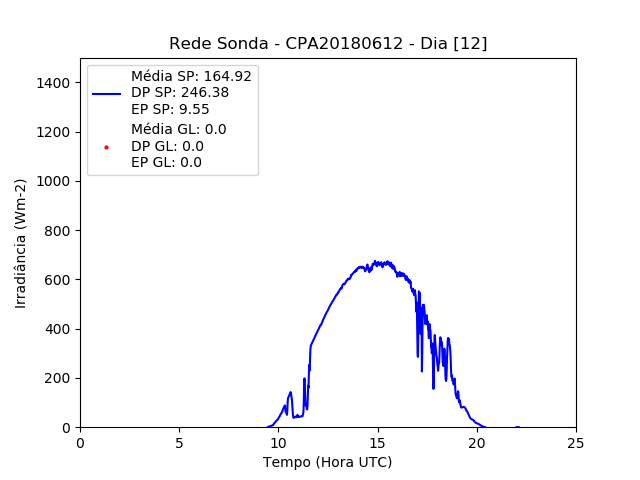 Rede Sonda - CPA20180612 - Dia [12]
Média SP: 164.92
DP SP: 246.38
EP SP: 9.55
Média GL: 0.0
DP GL: 0.0
EP GL: 0.0
Irradiância (Wm-2)
1400
1200
1000
800
600
400
200
0
0 5 10 15 20 25
Tempo (Hora UTC)